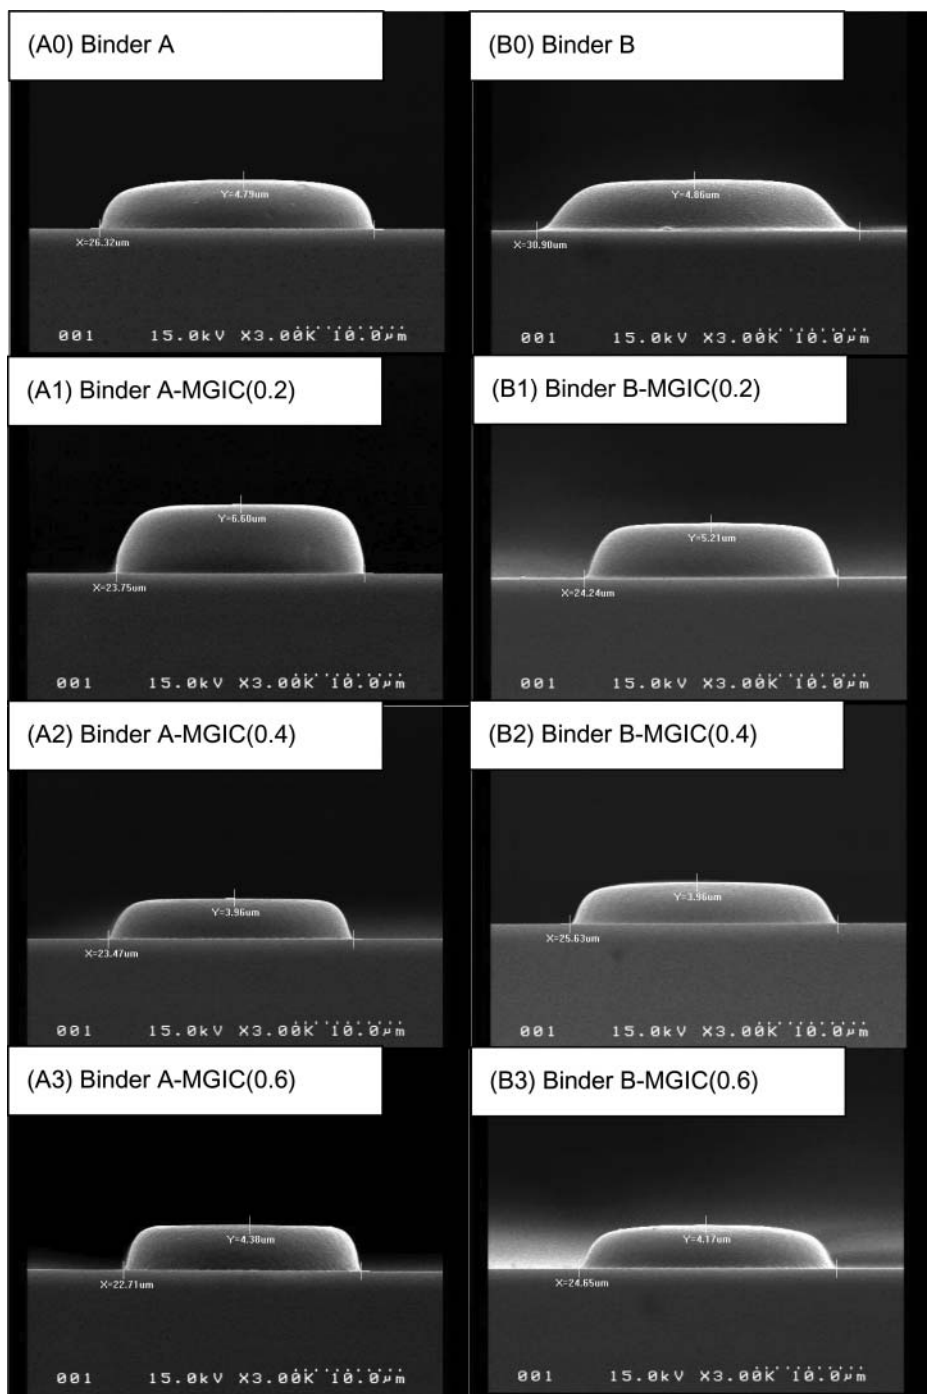 (A0) Binder A
Y=4.79um
X=26.32um
001 15.0kV X3.00K 10.0µm
(B0) Binder B
Y=4.86um
X=30.90um
001 15.0kV X3.00K 10.0µm
(A1) Binder A-MGIC(0.2)
Y=6.60um
X=23.75um
001 15.0kV X3.00K 10.0µm
(B1) Binder B-MGIC(0.2)
Y=5.21um
X=24.24um
001 15.0kV X3.00K 10.0µm
(A2) Binder A-MGIC(0.4)
Y=3.96um
X=23.47um
001 15.0kV X3.00K 10.0µm
(B2) Binder B-MGIC(0.4)
Y=3.96um
X=25.63um
001 15.0kV X3.00K 10.0µm
(A3) Binder A-MGIC(0.6)
Y=4.38um
X=22.71um
001 15.0kV X3.00K 10.0µm
(B3) Binder B-MGIC(0.6)
Y=4.17um
X=24.65um
001 15.0kV X3.00K 10.0µm